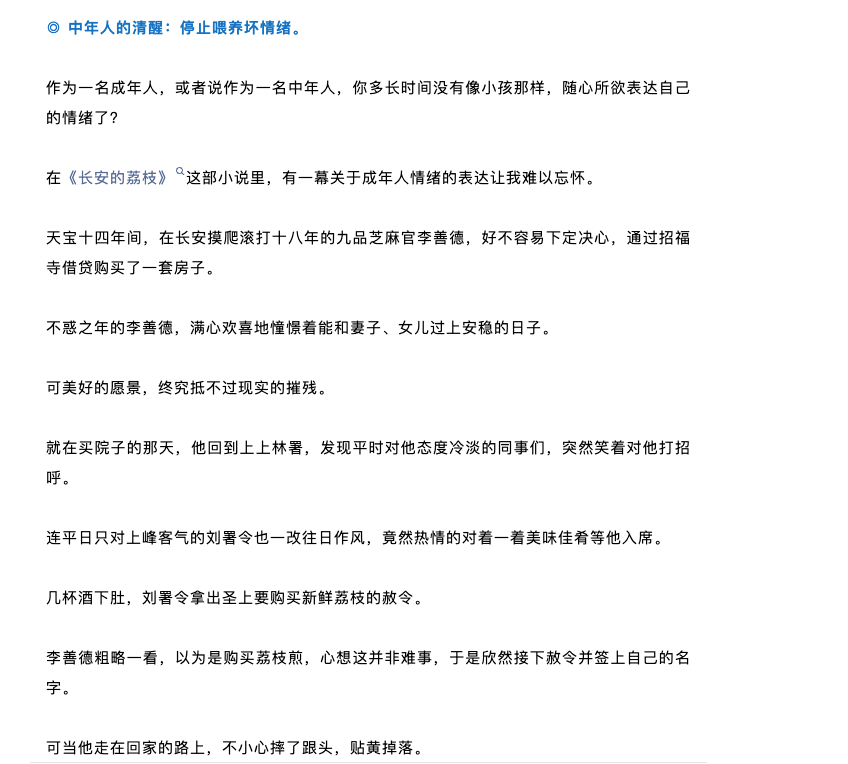 ◎ 中年人的清醒：停止喂养坏情绪。
作为一名成年人，或者说作为一名中年人，你多长时间没有像小孩那样，随心所欲表达自己
的情绪了?
在《长安的荔枝》这部小说里，有一幕关于成年人情绪的表达让我难以忘怀。
天宝十四年间，在长安摸爬滚打十八年的九品芝麻官李善德，好不容易下定决心，通过招福
寺借贷购买了一套房子。
不惑之年的李善德，满心欢喜地憧憬着能和妻子、女儿过上安稳的日子。
可美好的愿景，终究抵不过现实的摧残。
就在买院子的那天，他回到上上林署，发现平时对他态度冷淡的同事们，突然笑着对他打招
呼。
连平日只对上峰客气的刘署令也一改往日作风，竟然热情的对着一着美味佳肴等他入席。
几杯酒下肚，刘署令拿出圣上要购买新鲜荔枝的赦令。
李善德粗略一看，以为是购买荔枝煎，心想这并非难事，于是欣然接下赦令并签上自己的名
字。
可当他走在回家的路上，不小心摔了跟头，贴黄掉落。